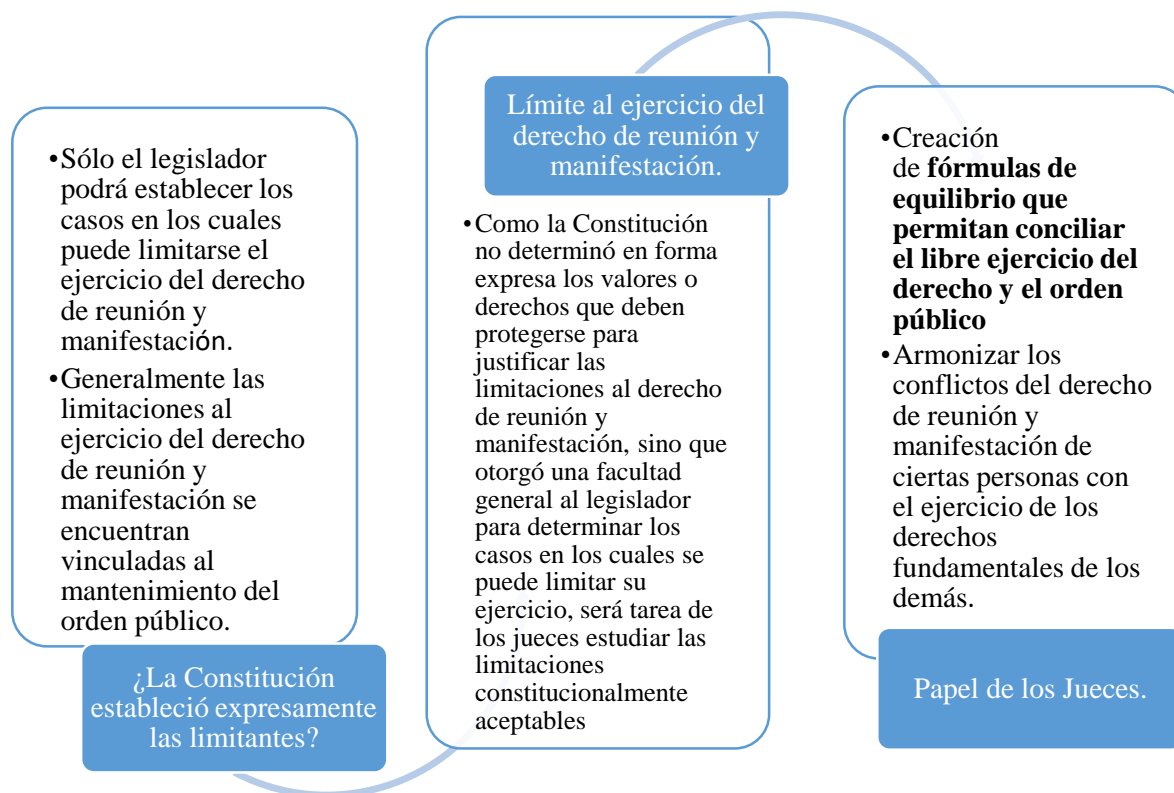 •Sólo el legislador
podrá establecer los
casos en los cuales
puede limitarse el
ejercicio del derecho
de reunión y
manifestación.
•Generalmente las
limitaciones al
ejercicio del derecho
de reunión y
manifestación se
encuentran
vinculadas al
mantenimiento del
orden público.
¿La Constitución
estableció expresamente
las limitantes?
Límite al ejercicio del
derecho de reunión y
manifestación.
•Como la Constitución
no determinó en forma
expresa los valores o
derechos que deben
protegerse para
justificar las
limitaciones al derecho
de reunión y
manifestación, sino que
otorgó una facultad
general al legislador
para determinar los
casos en los cuales se
puede limitar su
ejercicio, será tarea de
los jueces estudiar las
limitaciones
constitucionalmente
aceptables
•Creación
de fórmulas de
equilibrio que
permitan conciliar
el libre ejercicio del
derecho y el orden
público
•Armonizar los
conflictos del derecho
de reunión y
manifestación de
ciertas personas con
el ejercicio de los
derechos
fundamentales de los
demás.
Papel de los Jueces.